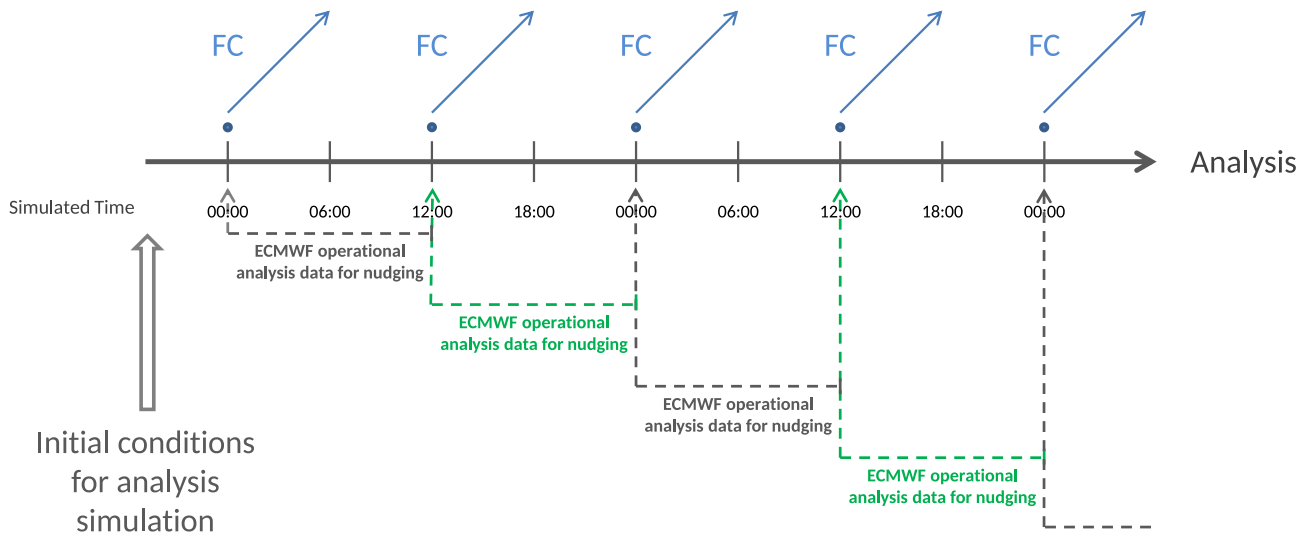 FC
FC
FC
FC
FC
Analysis
Simulated Time
00:00
06:00
12:00
18:00
00:00
06:00
12:00
18:00
00:00
ECMWF operational
analysis data for nudging
ECMWF operational
analysis data for nudging
ECMWF operational
analysis data for nudging
ECMWF operational
analysis data for nudging
Initial conditions
for analysis
simulation